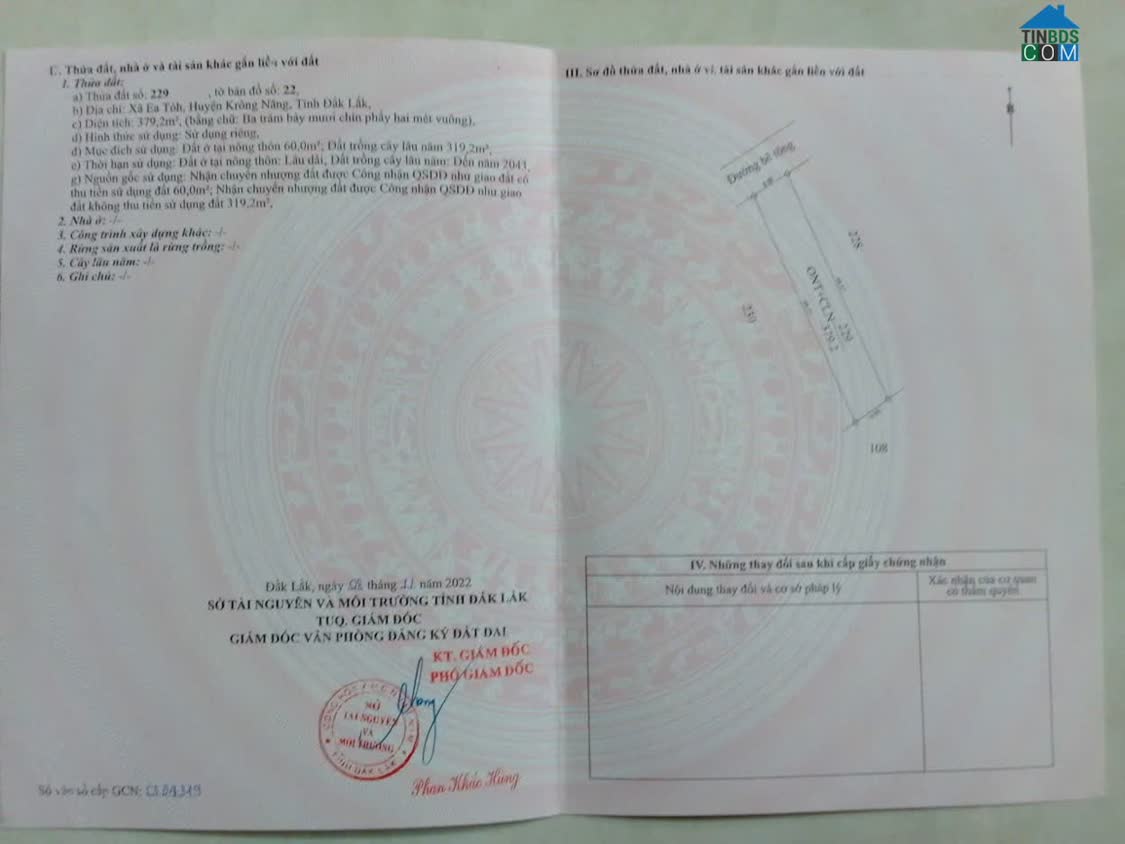 TINBDS
COM
II. Thửa đất, nhà ở và tài sản khác gắn liền với đất
1. Thửa đất:
a) Thửa đất số: 229 , tờ bản đồ số: 22,
b) Địa chỉ: Xã Ea Tóh, Huyện Krông Năng, Tỉnh Đắk Lắk,
c) Diện tích: 379,2m², (bằng chữ: Ba trăm bảy mươi chín phẩy hai mét vuông),
d) Hình thức sử dụng: Sử dụng riêng,
đ) Mục đích sử dụng: Đất ở tại nông thôn 60,0m²; Đất trồng cây lâu năm 319,2m²,
e) Thời hạn sử dụng: Đất ở tại nông thôn: Lâu dài, Đất trồng cây lâu năm: Đến năm 2041,
g) Nguồn gốc sử dụng: Nhận chuyển nhượng đất được Công nhận QSDĐ như giao đất có
thu tiền sử dụng đất 60,0m²; Nhận chuyển nhượng đất được Công nhận QSDĐ như giao
đất không thu tiền sử dụng đất 319,2m²,
2. Nhà ở: -/-
3. Công trình xây dựng khác: -/-
4. Rừng sản xuất là rừng trồng: -/-
5. Cây lâu năm: -/-
6. Ghi chú: -/-
Đắk Lắk, ngày tháng 11 năm 2022
SỞ TÀI NGUYÊN VÀ MÔI TRƯỜNG TỈNH ĐẮK LẮK
TUQ. GIÁM ĐỐC
GIÁM ĐỐC VĂN PHÒNG ĐĂNG KÝ ĐẤT ĐAI
KT. GIÁM ĐỐC
PHÓ GIÁM ĐỐC
SỞ
TÀI NGUYÊN
VÀ
MÔI TRƯỜNG
TỈNH ĐẮK LẮK
Phan Khắc Hùng
Số vào sổ cấp GCN: CS 04319
III. Sơ đồ thửa đất, nhà ở và tài sản khác gắn liền với đất
Đường bê tông
228
229
ONT+CLN 379.2
230
108
IV. Những thay đổi sau khi cấp giấy chứng nhận
Nội dung thay đổi và cơ sở pháp lý
Xác nhận của cơ quan
có thẩm quyền